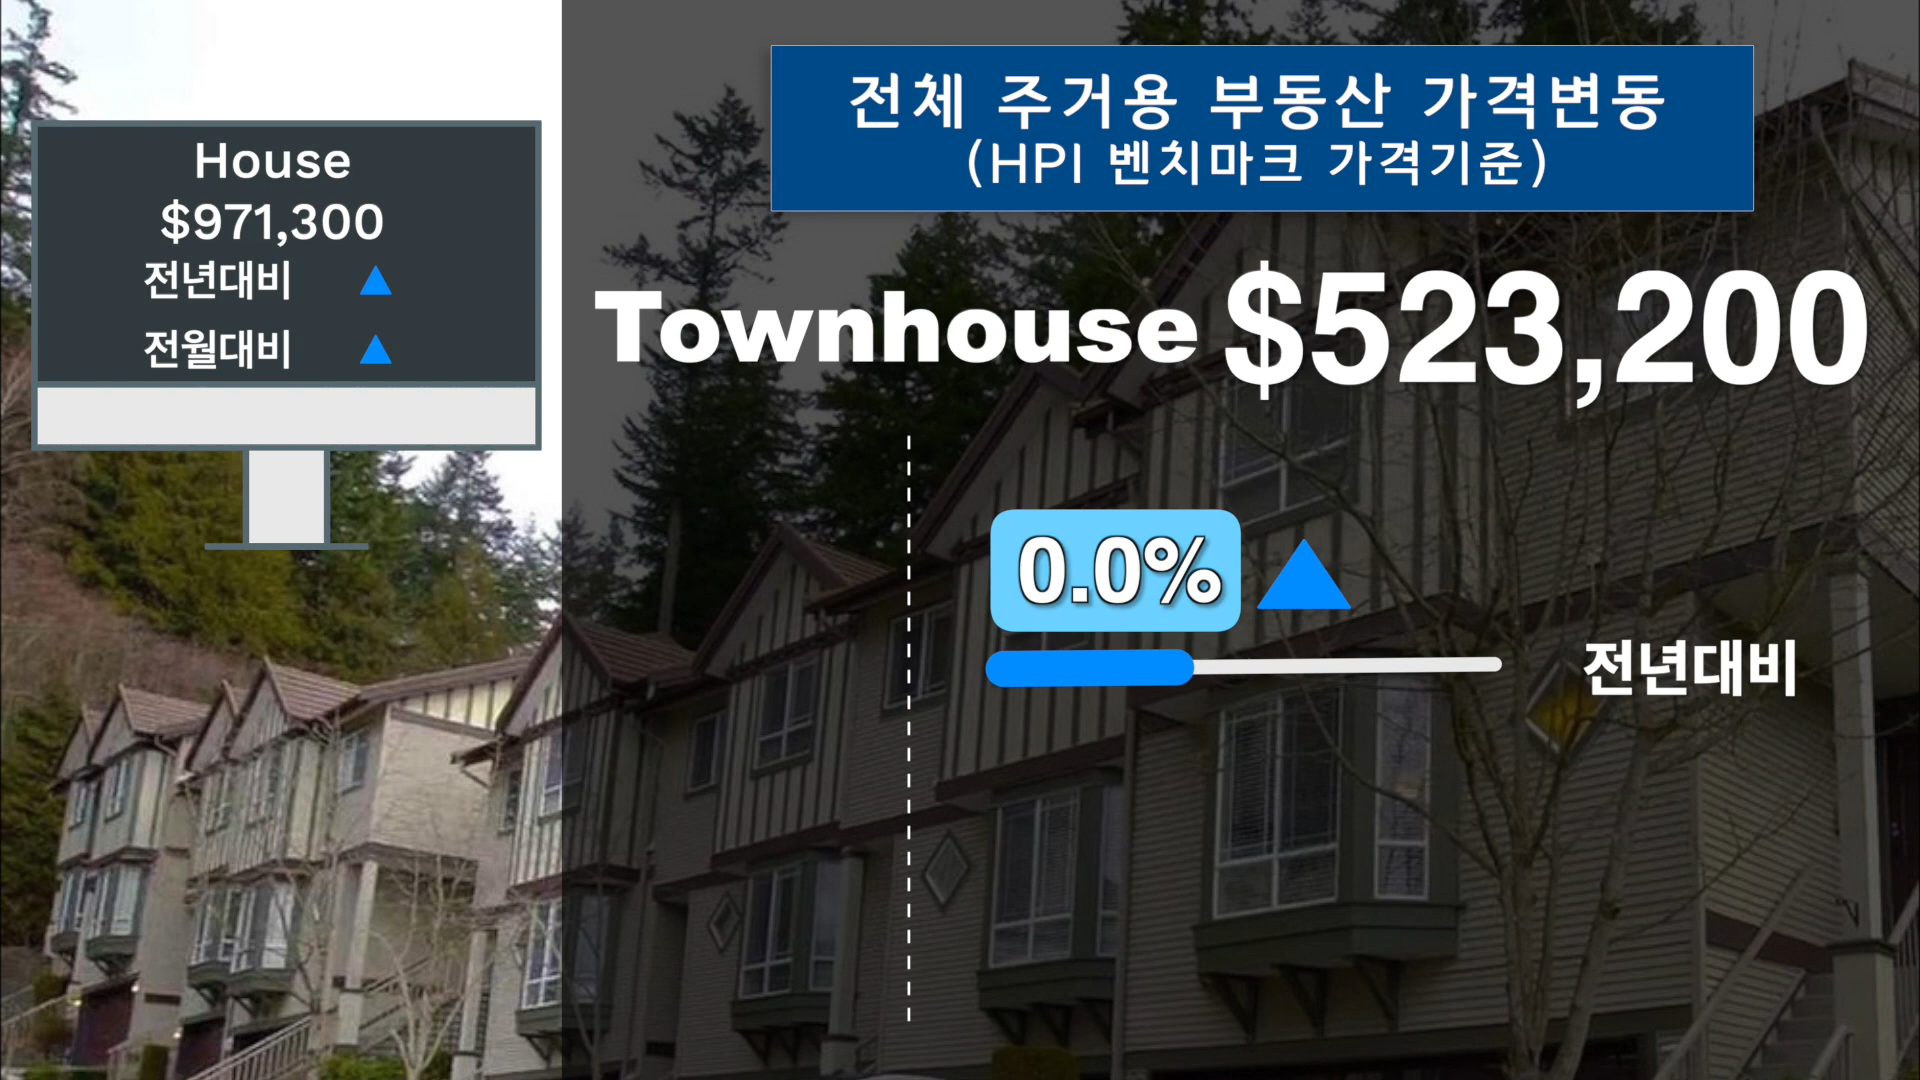 House
$971,300
전년대비
전월대비
전체 주거용 부동산 가격변동
(HPI 벤치마크 가격기준)
Townhouse $523,200
0.0%
전년대비